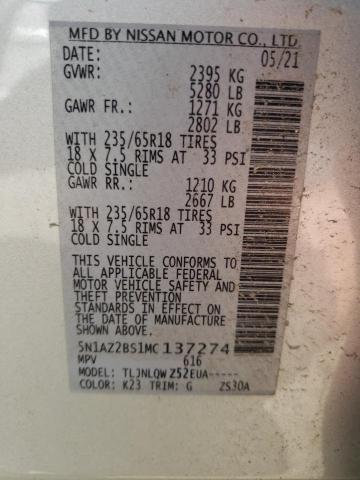 MFD BY NISSAN MOTOR CO., LTD.
DATE: 05/21
GVWR: 2395 KG
5280 LB
GAWR FR.: 1271 KG
2802 LB
WITH 235/65R18 TIRES
18 X 7.5 RIMS AT 33 PSI
COLD SINGLE
GAWR RR.: 1210 KG
2667 LB
WITH 235/65R18 TIRES
18 X 7.5 RIMS AT 33 PSI
COLD SINGLE
THIS VEHICLE CONFORMS TO
ALL APPLICABLE FEDERAL
MOTOR VEHICLE SAFETY AND
THEFT PREVENTION
STANDARDS IN EFFECT ON
THE DATE OF MANUFACTURE
SHOWN ABOVE.
5N1AZ2BS1MC137274
MPV 616
MODEL: TLJNLQWZ52EUA-----
COLOR: K23 TRIM: G ZS30A